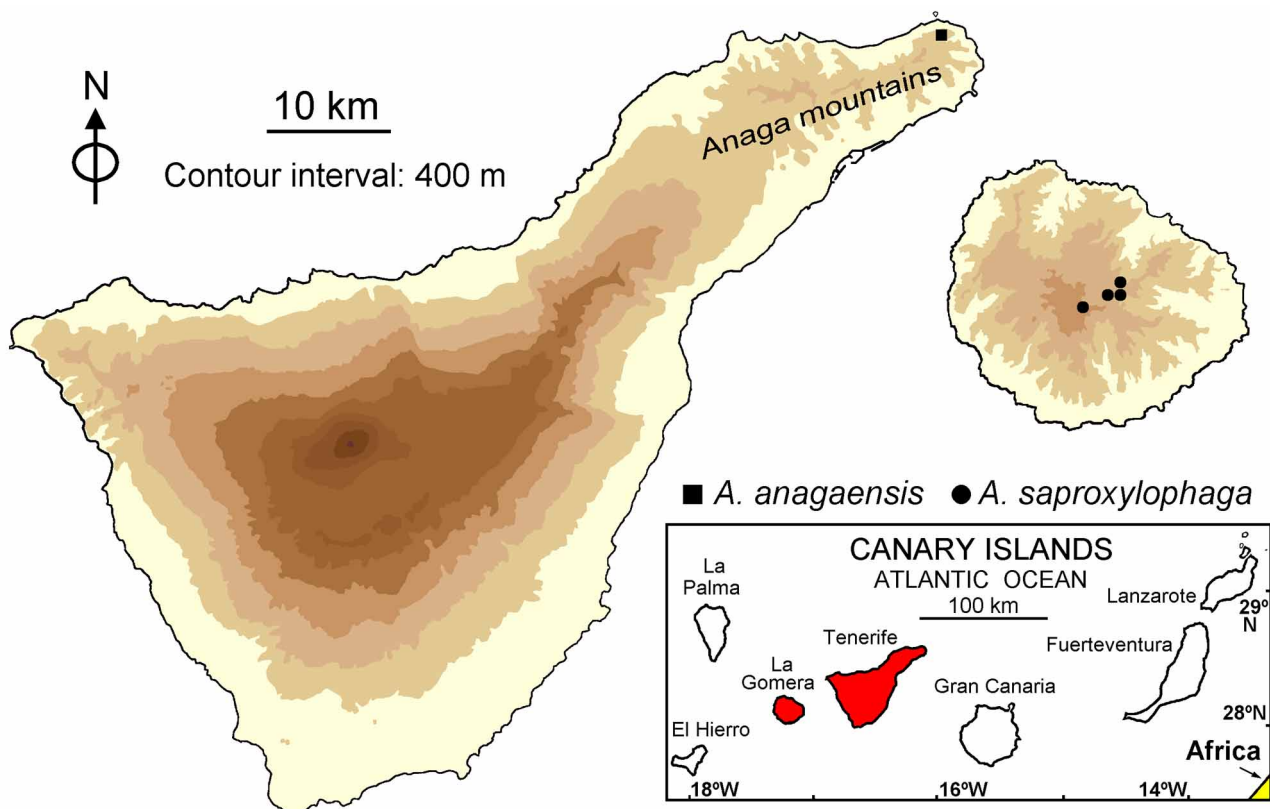 N
10 km
Contour interval: 400 m
Anaga mountains
A. anagaensis
A. saproxylophaga
CANARY ISLANDS
ATLANTIC OCEAN
100 km
La
Palma
Lanzarote
29º
N
Tenerife
Fuerteventura
La
Gomera
Gran Canaria
28ºN
El Hierro
Africa
18ºW
16ºW
14ºW